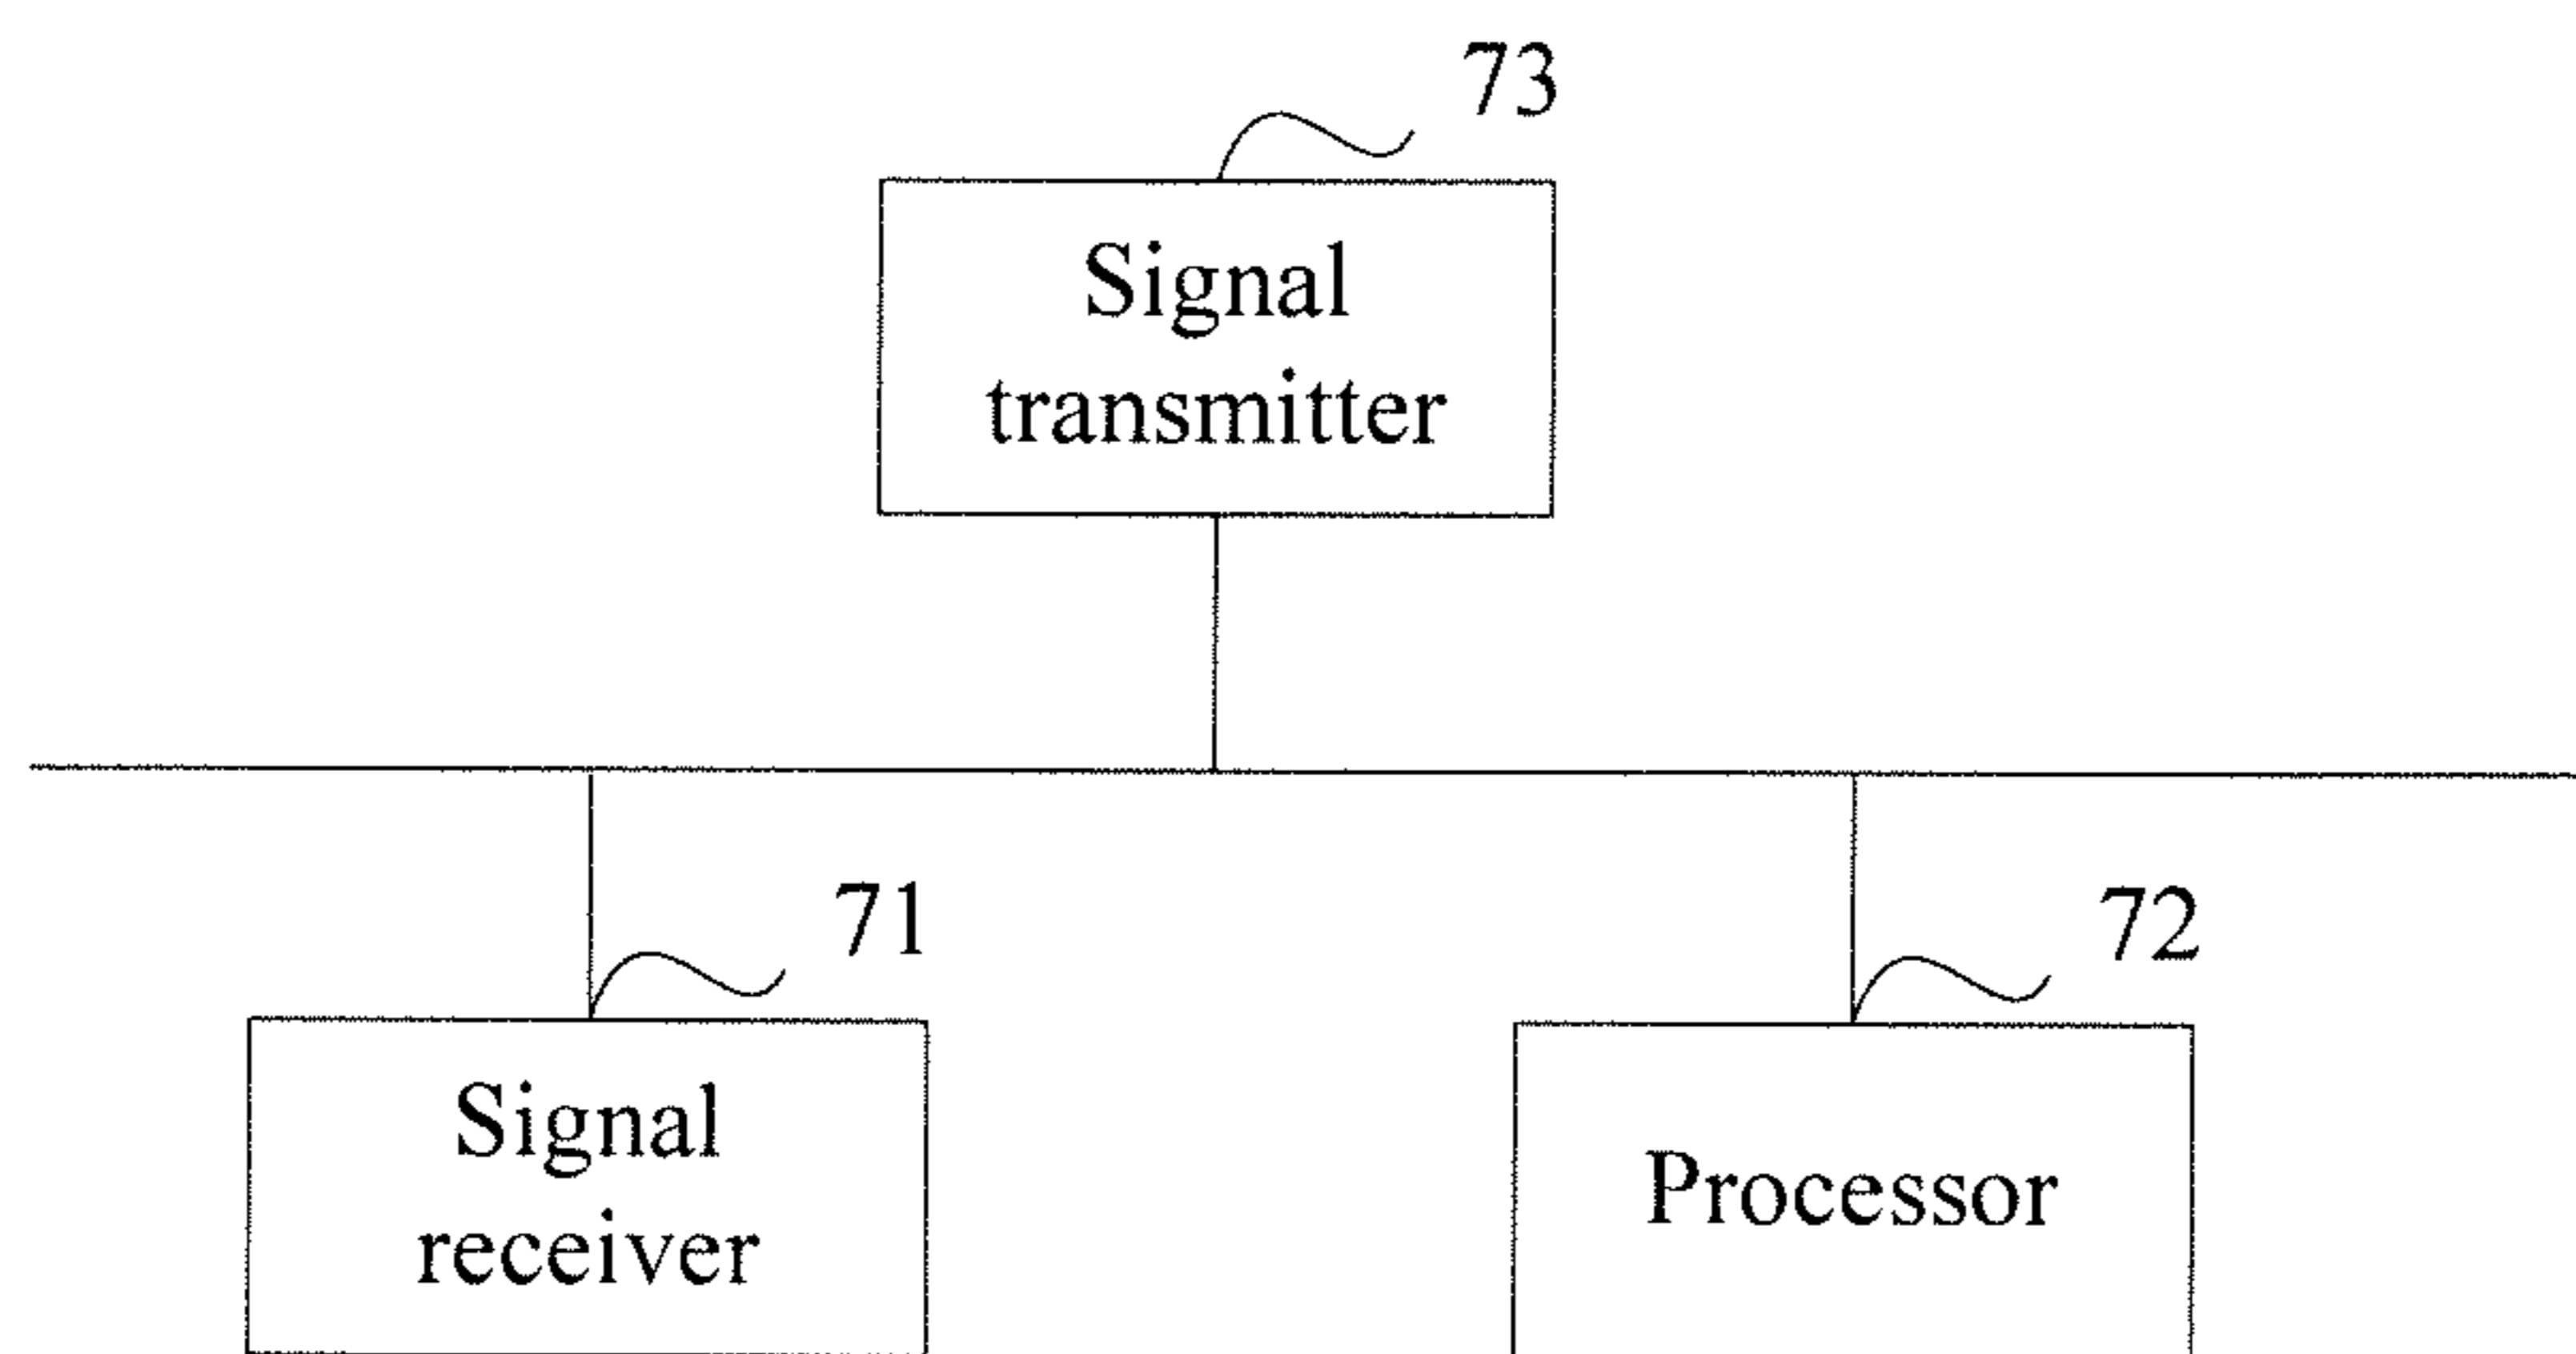 73
Signal
transmitter
71
72
Signal
receiver
Processor